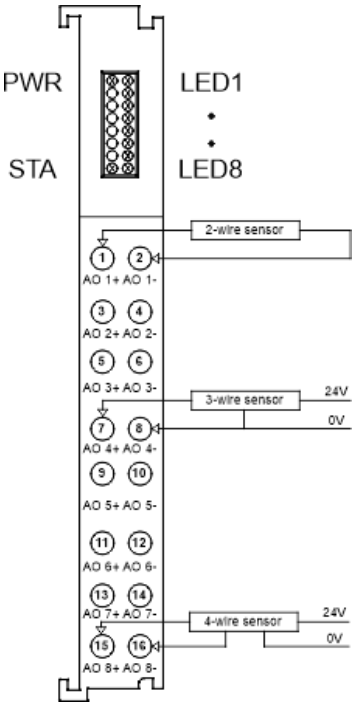 PWR LED1
STA LED8
2-wire sensor
1 2
AO 1+ AO 1-
3 4
AO 2+ AO 2-
5 6
AO 3+ AO 3-
24V
3-wire sensor
0V
7 8
AO 4+ AO 4-
9 10
AO 5+ AO 5-
11 12
AO 6+ AO 6-
13 14
AO 7+ AO 7-
24V
4-wire sensor
0V
15 16
AO 8+ AO 8-